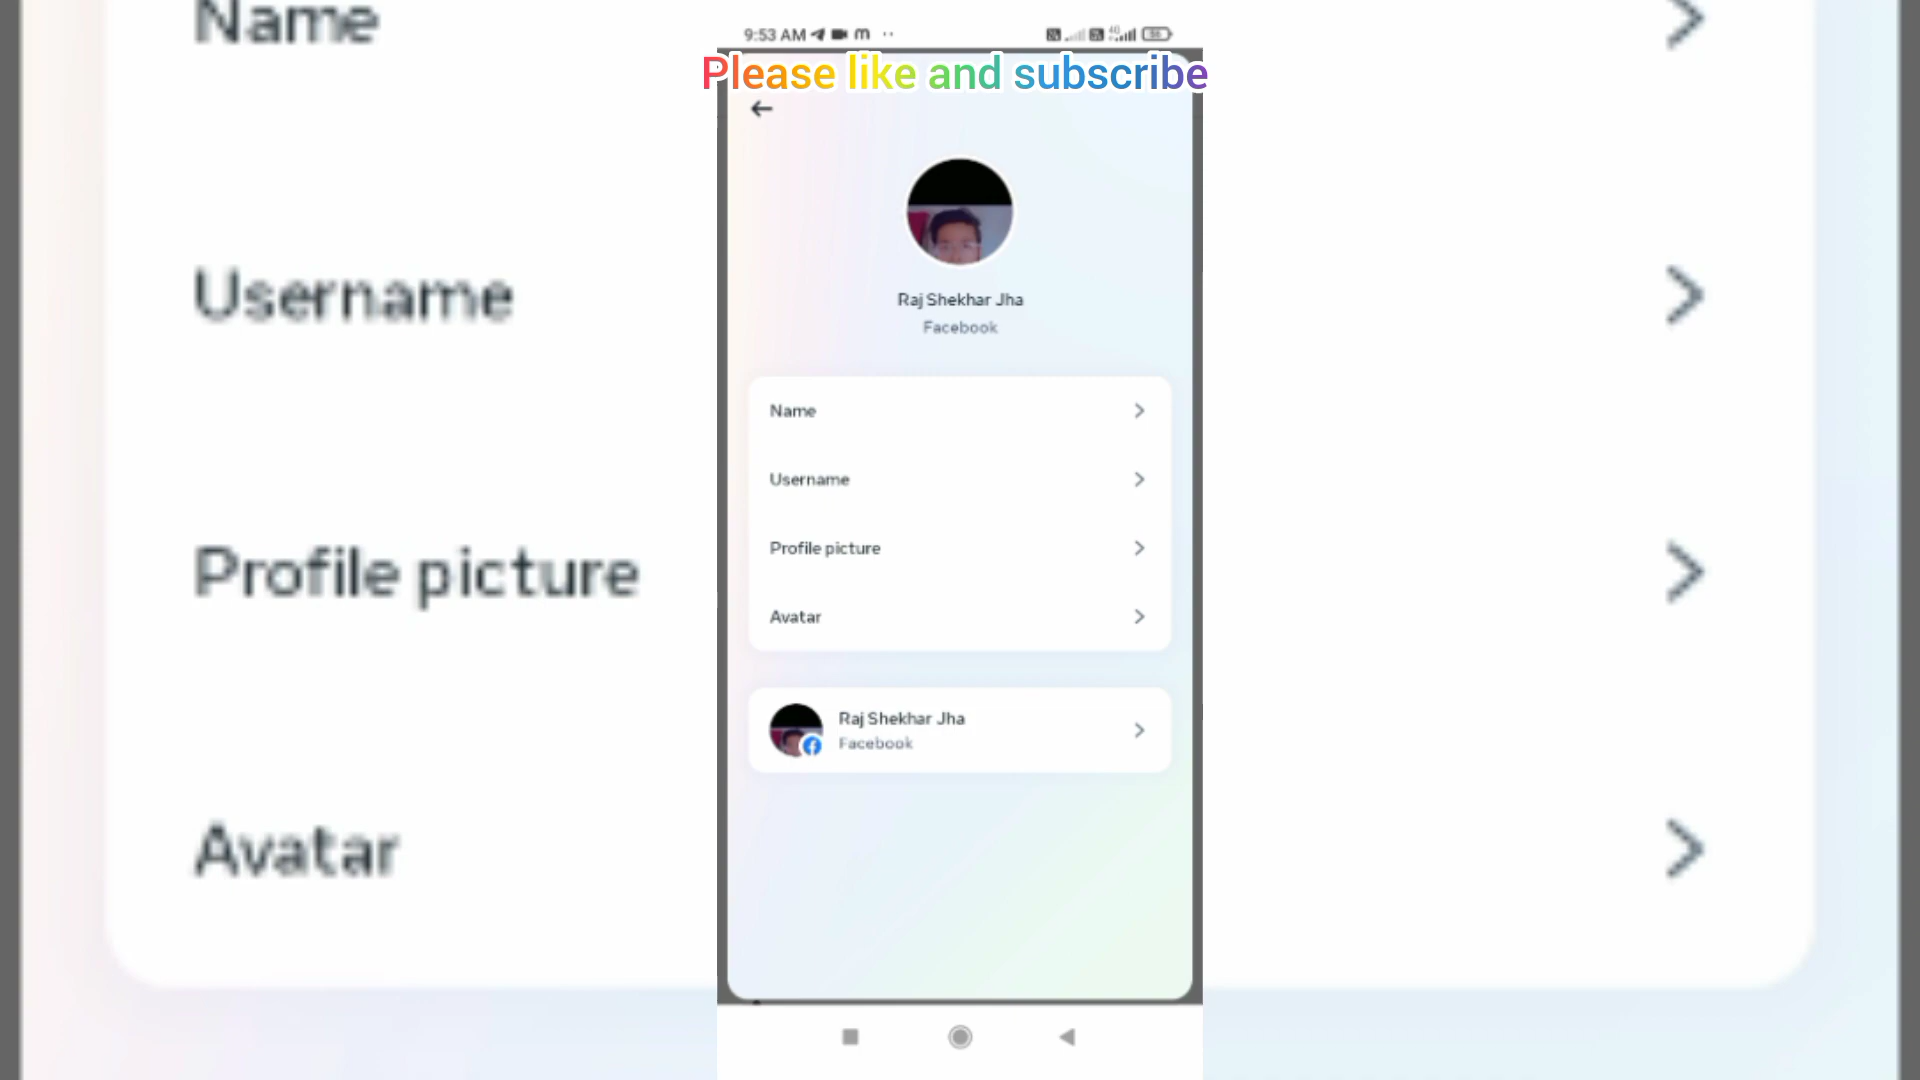 Name
Username
Profile picture
Avatar
9:53 AM
Please like and subscribe
Raj Shekhar Jha
Facebook
Name
Username
Profile picture
Avatar
Raj Shekhar Jha
Facebook